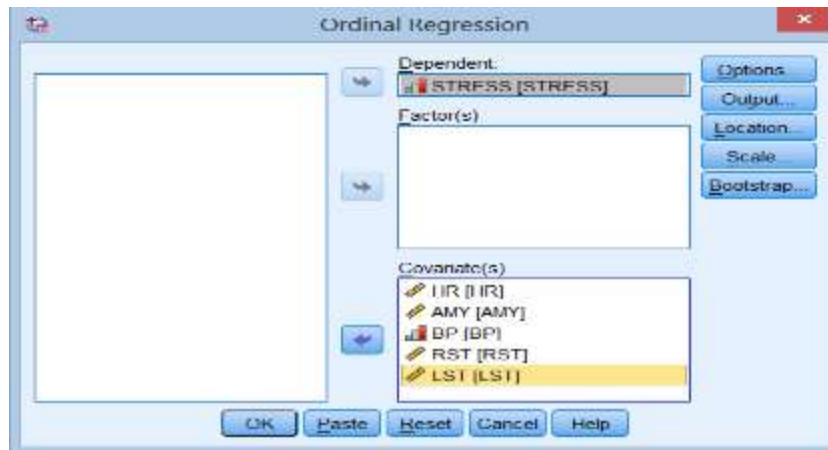 Ordinal Regression
Dependent:
STRESS [STRESS]
Factor(s)
Covariate(s)
HR [HR]
AMY [AMY]
BP [BP]
RST [RST]
LST [LST]
Options...
Output...
Location...
Scale...
Bootstrap...
OK
Paste
Reset
Cancel
Help